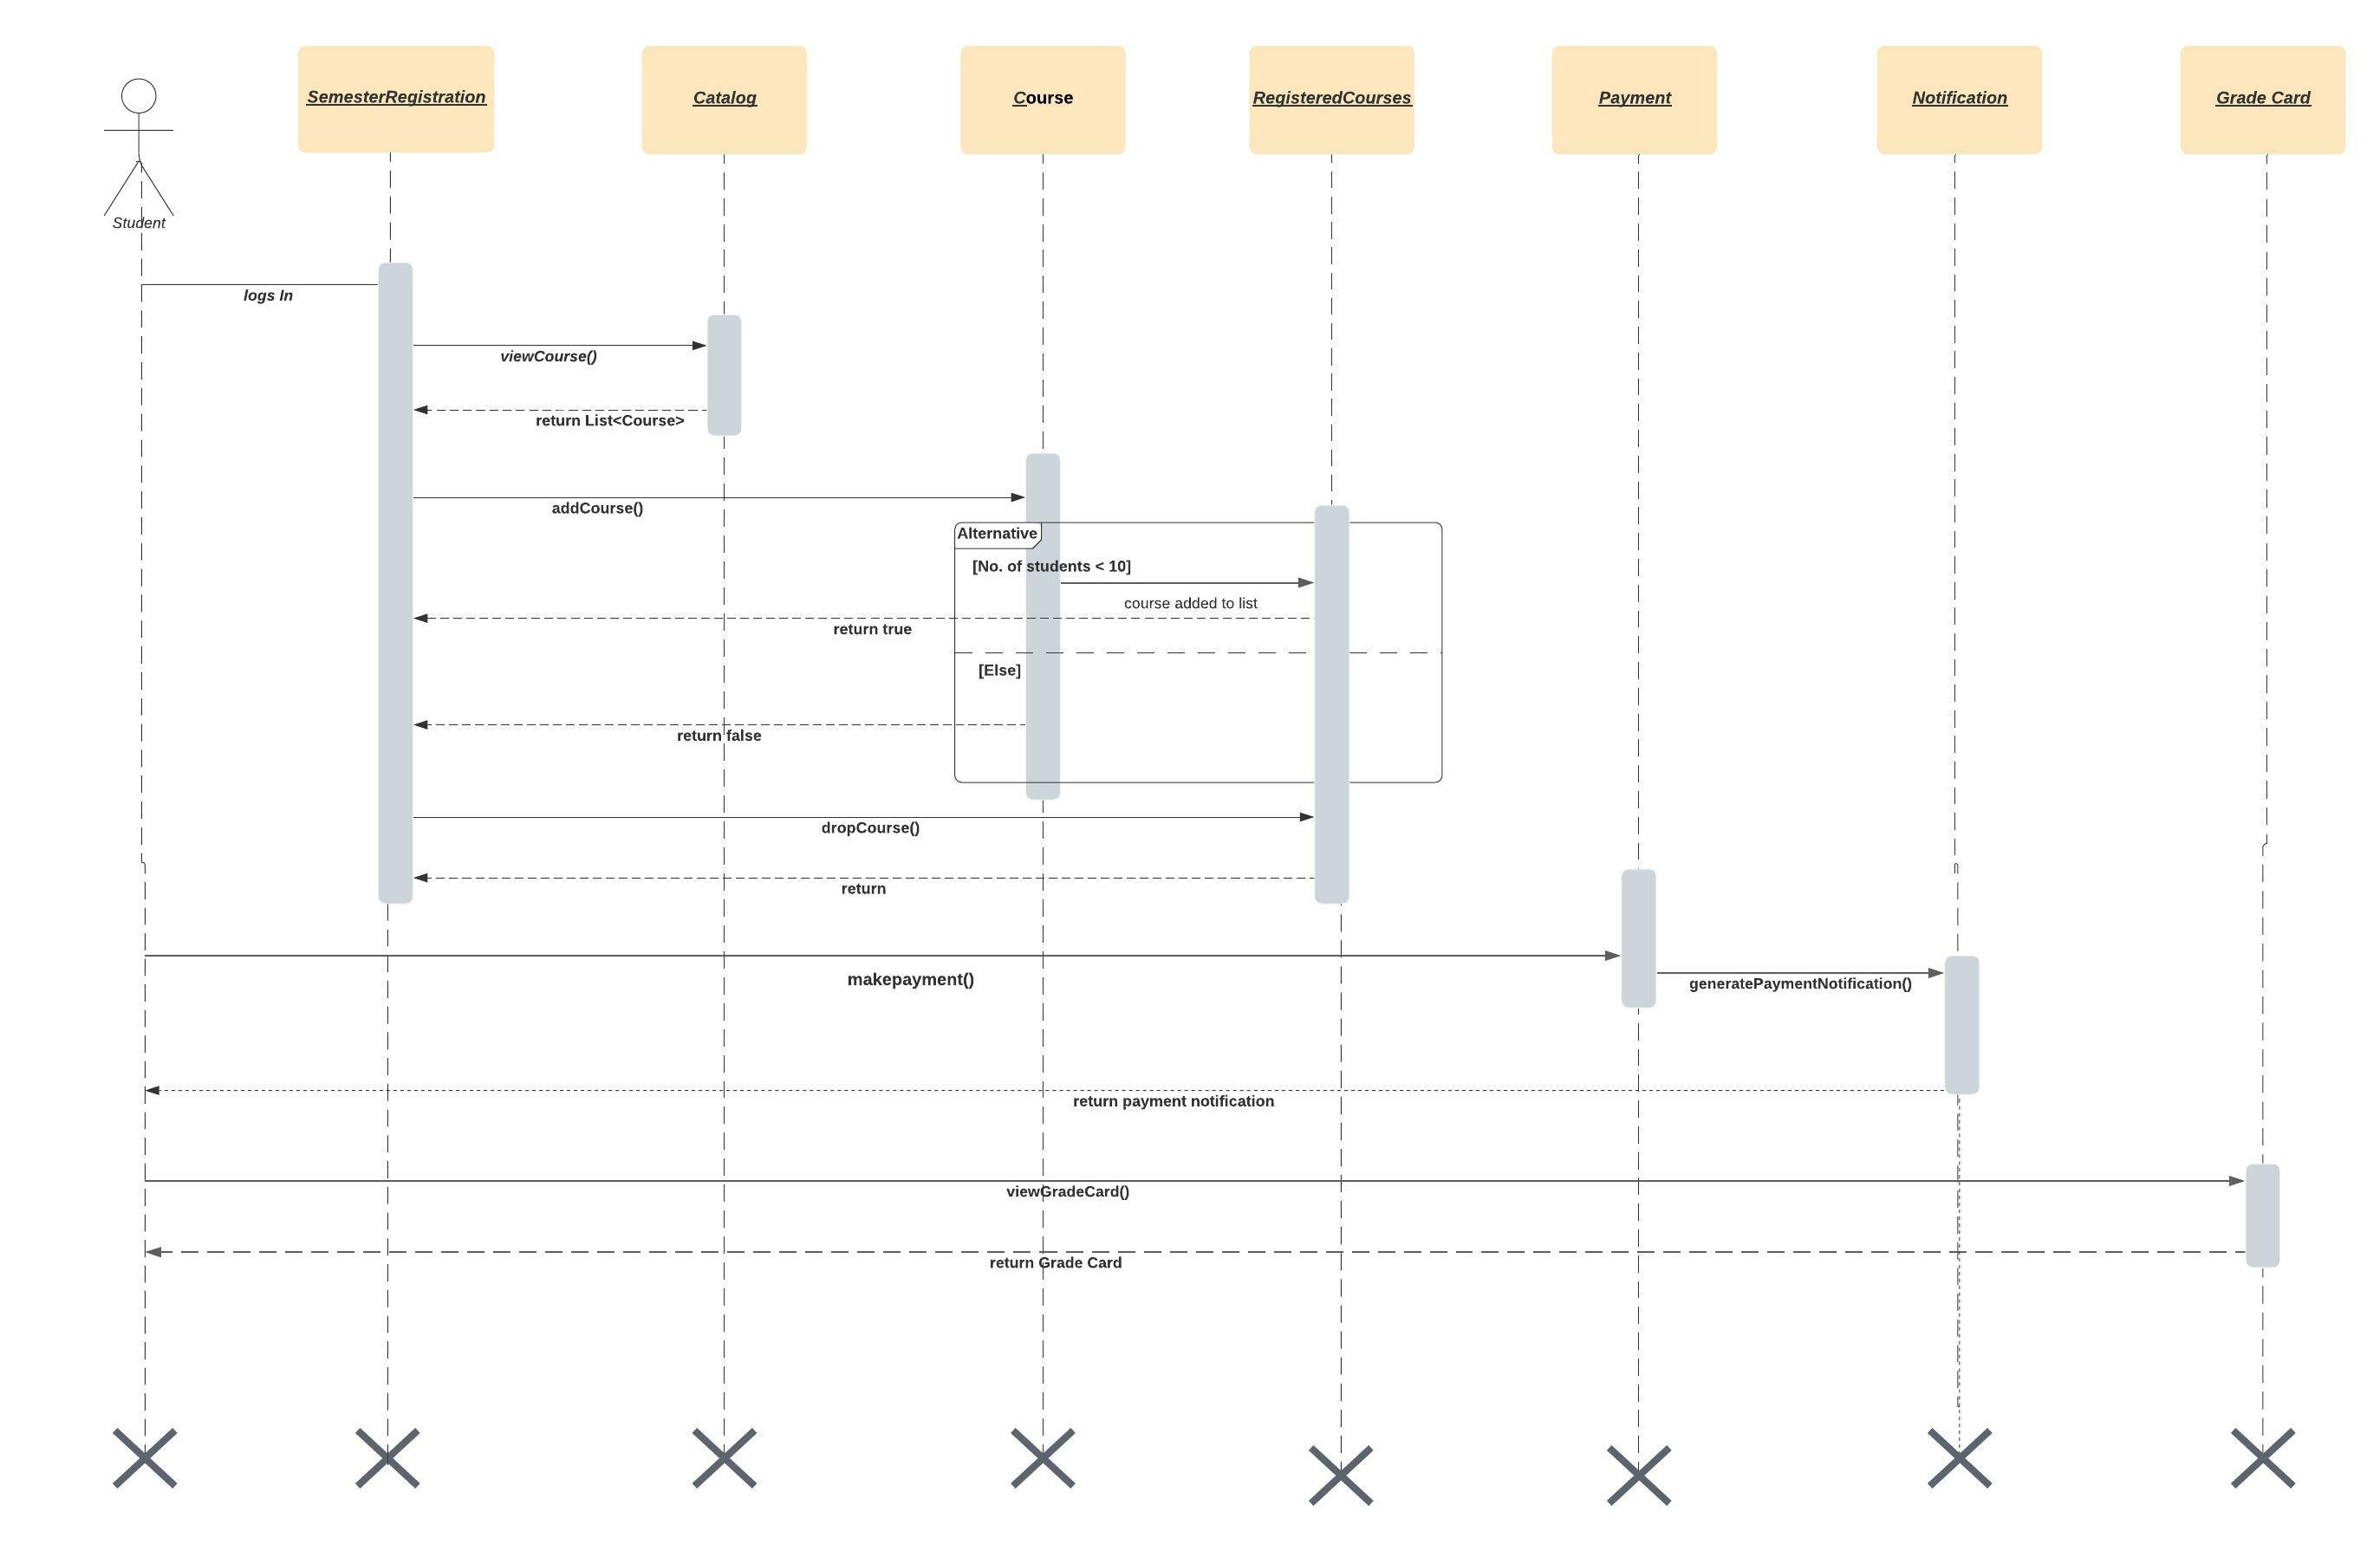 SemesterRegistration
Catalog
Course
RegisteredCourses
Payment
Notification
Grade Card
Student
logs In
viewCourse()
return List<Course>
addCourse()
Alternative
[No. of students < 10]
course added to list
return true
[Else]
return false
dropCourse()
return
makepayment()
generatePaymentNotification()
return payment notification
viewGradeCard()
return Grade Card